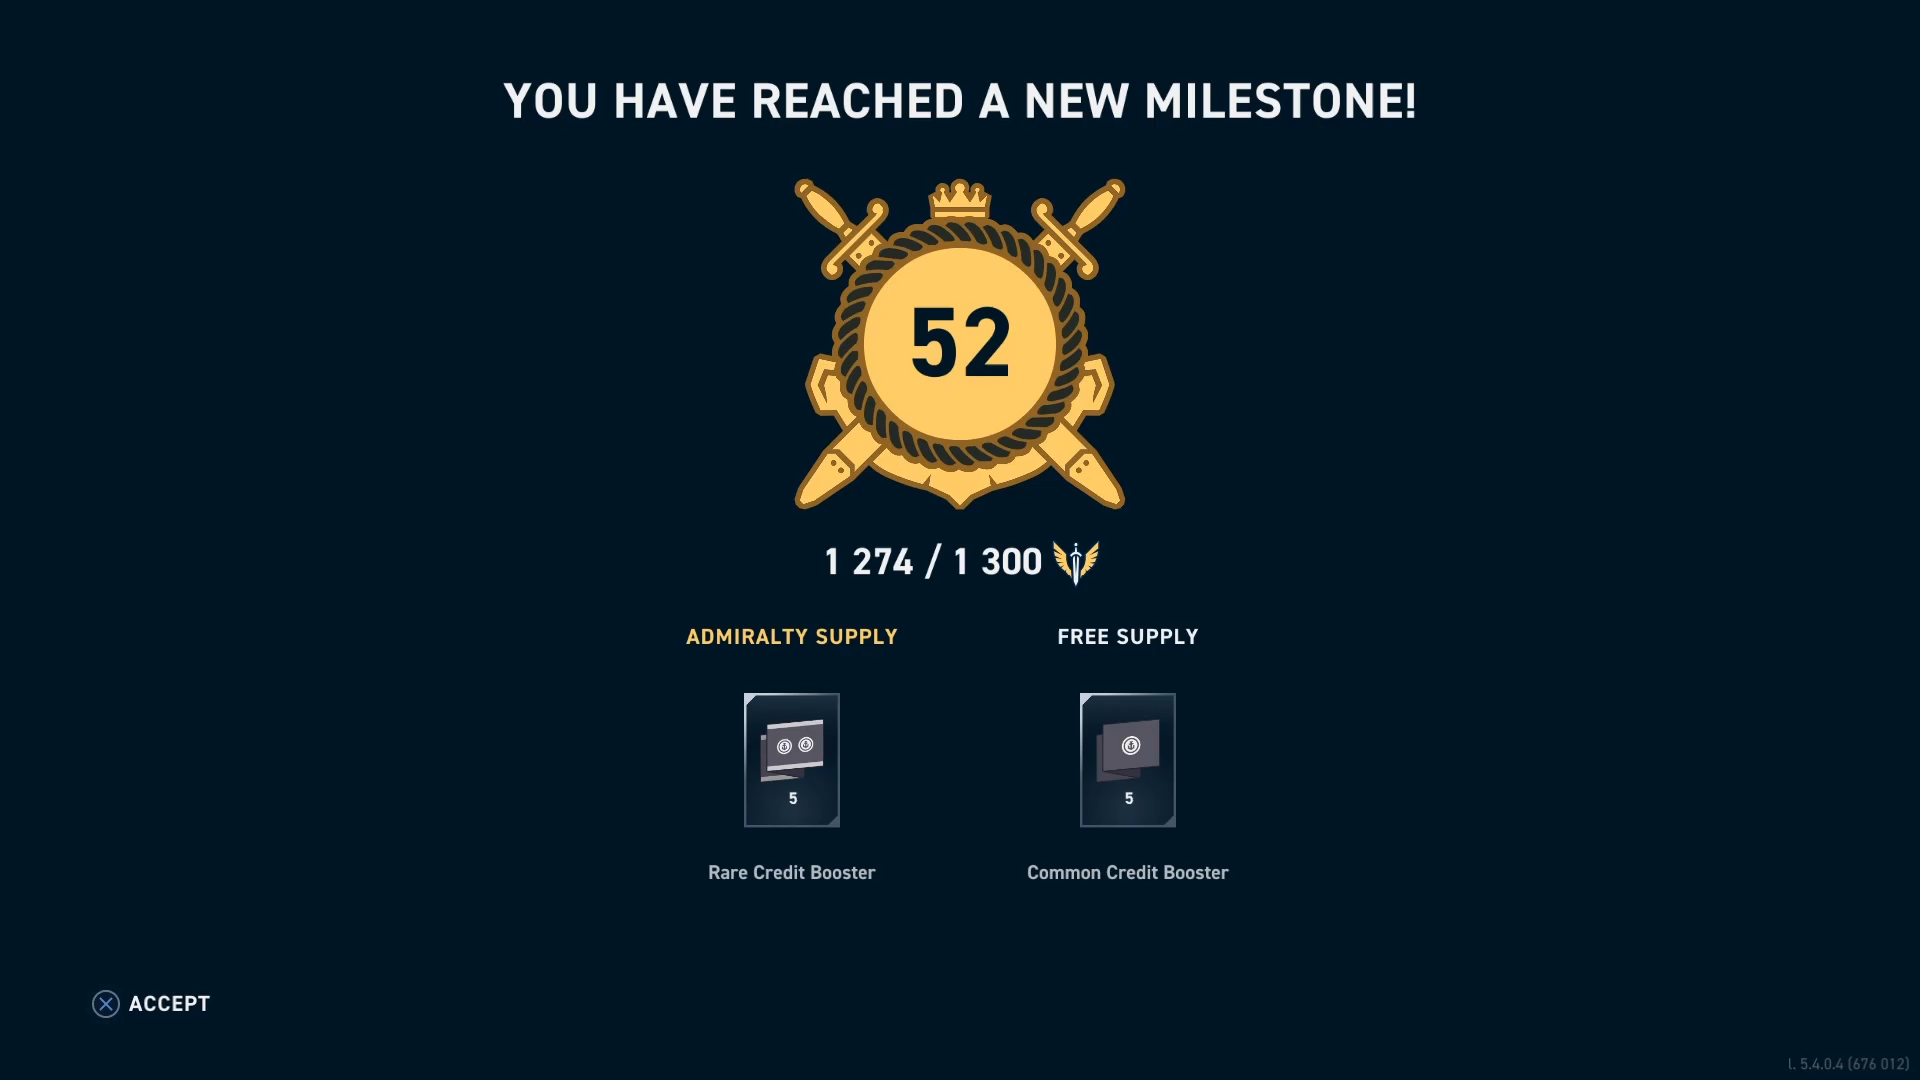 YOU HAVE REACHED A NEW MILESTONE!
52
1 274 / 1 300
ADMIRALTY SUPPLY
FREE SUPPLY
5
5
Rare Credit Booster
Common Credit Booster
ACCEPT
l. 5.4.0.4 (676 012)